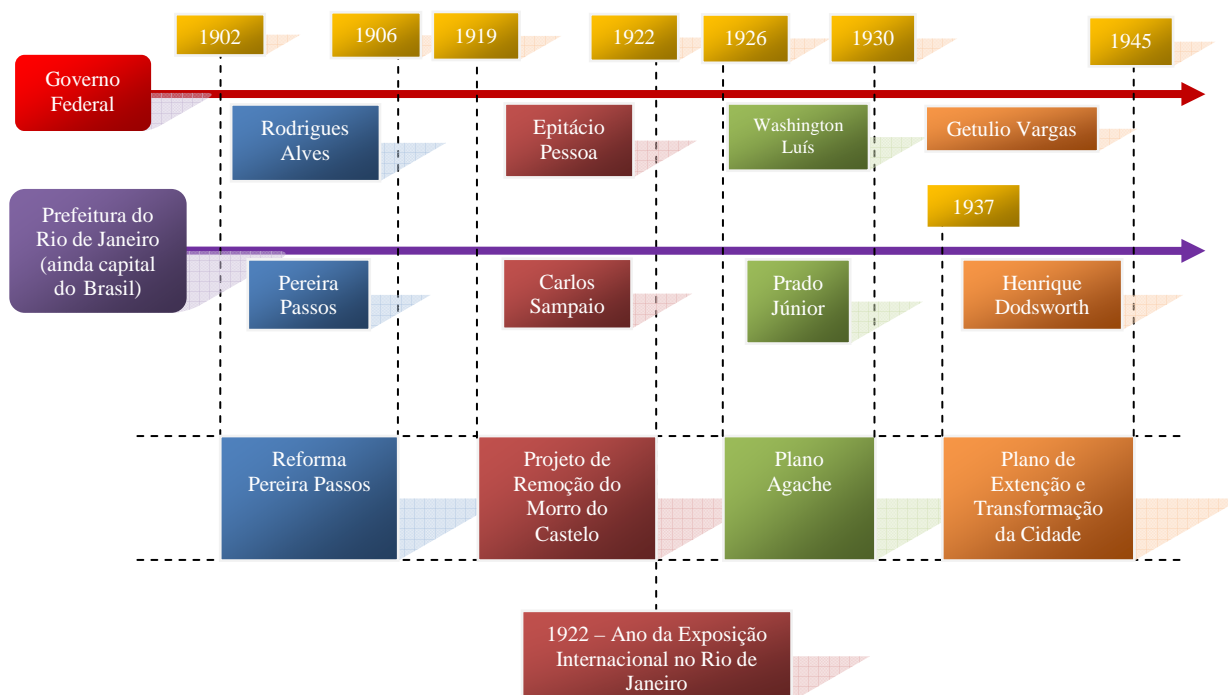 1902
1906
1919
1922
1926
1930
1945
Governo
Federal
Rodrigues
Alves
Epitácio
Pessoa
Washington
Luís
Getulio Vargas
1937
Prefeitura do
Rio de Janeiro
(ainda capital
do Brasil)
Pereira
Passos
Carlos
Sampaio
Prado
Júnior
Henrique
Dodsworth
Reforma
Pereira Passos
Projeto de
Remoção do
Morro do
Castelo
Plano
Agache
Plano de
Extenção e
Transformação
da Cidade
1922 – Ano da Exposição
Internacional no Rio de
Janeiro